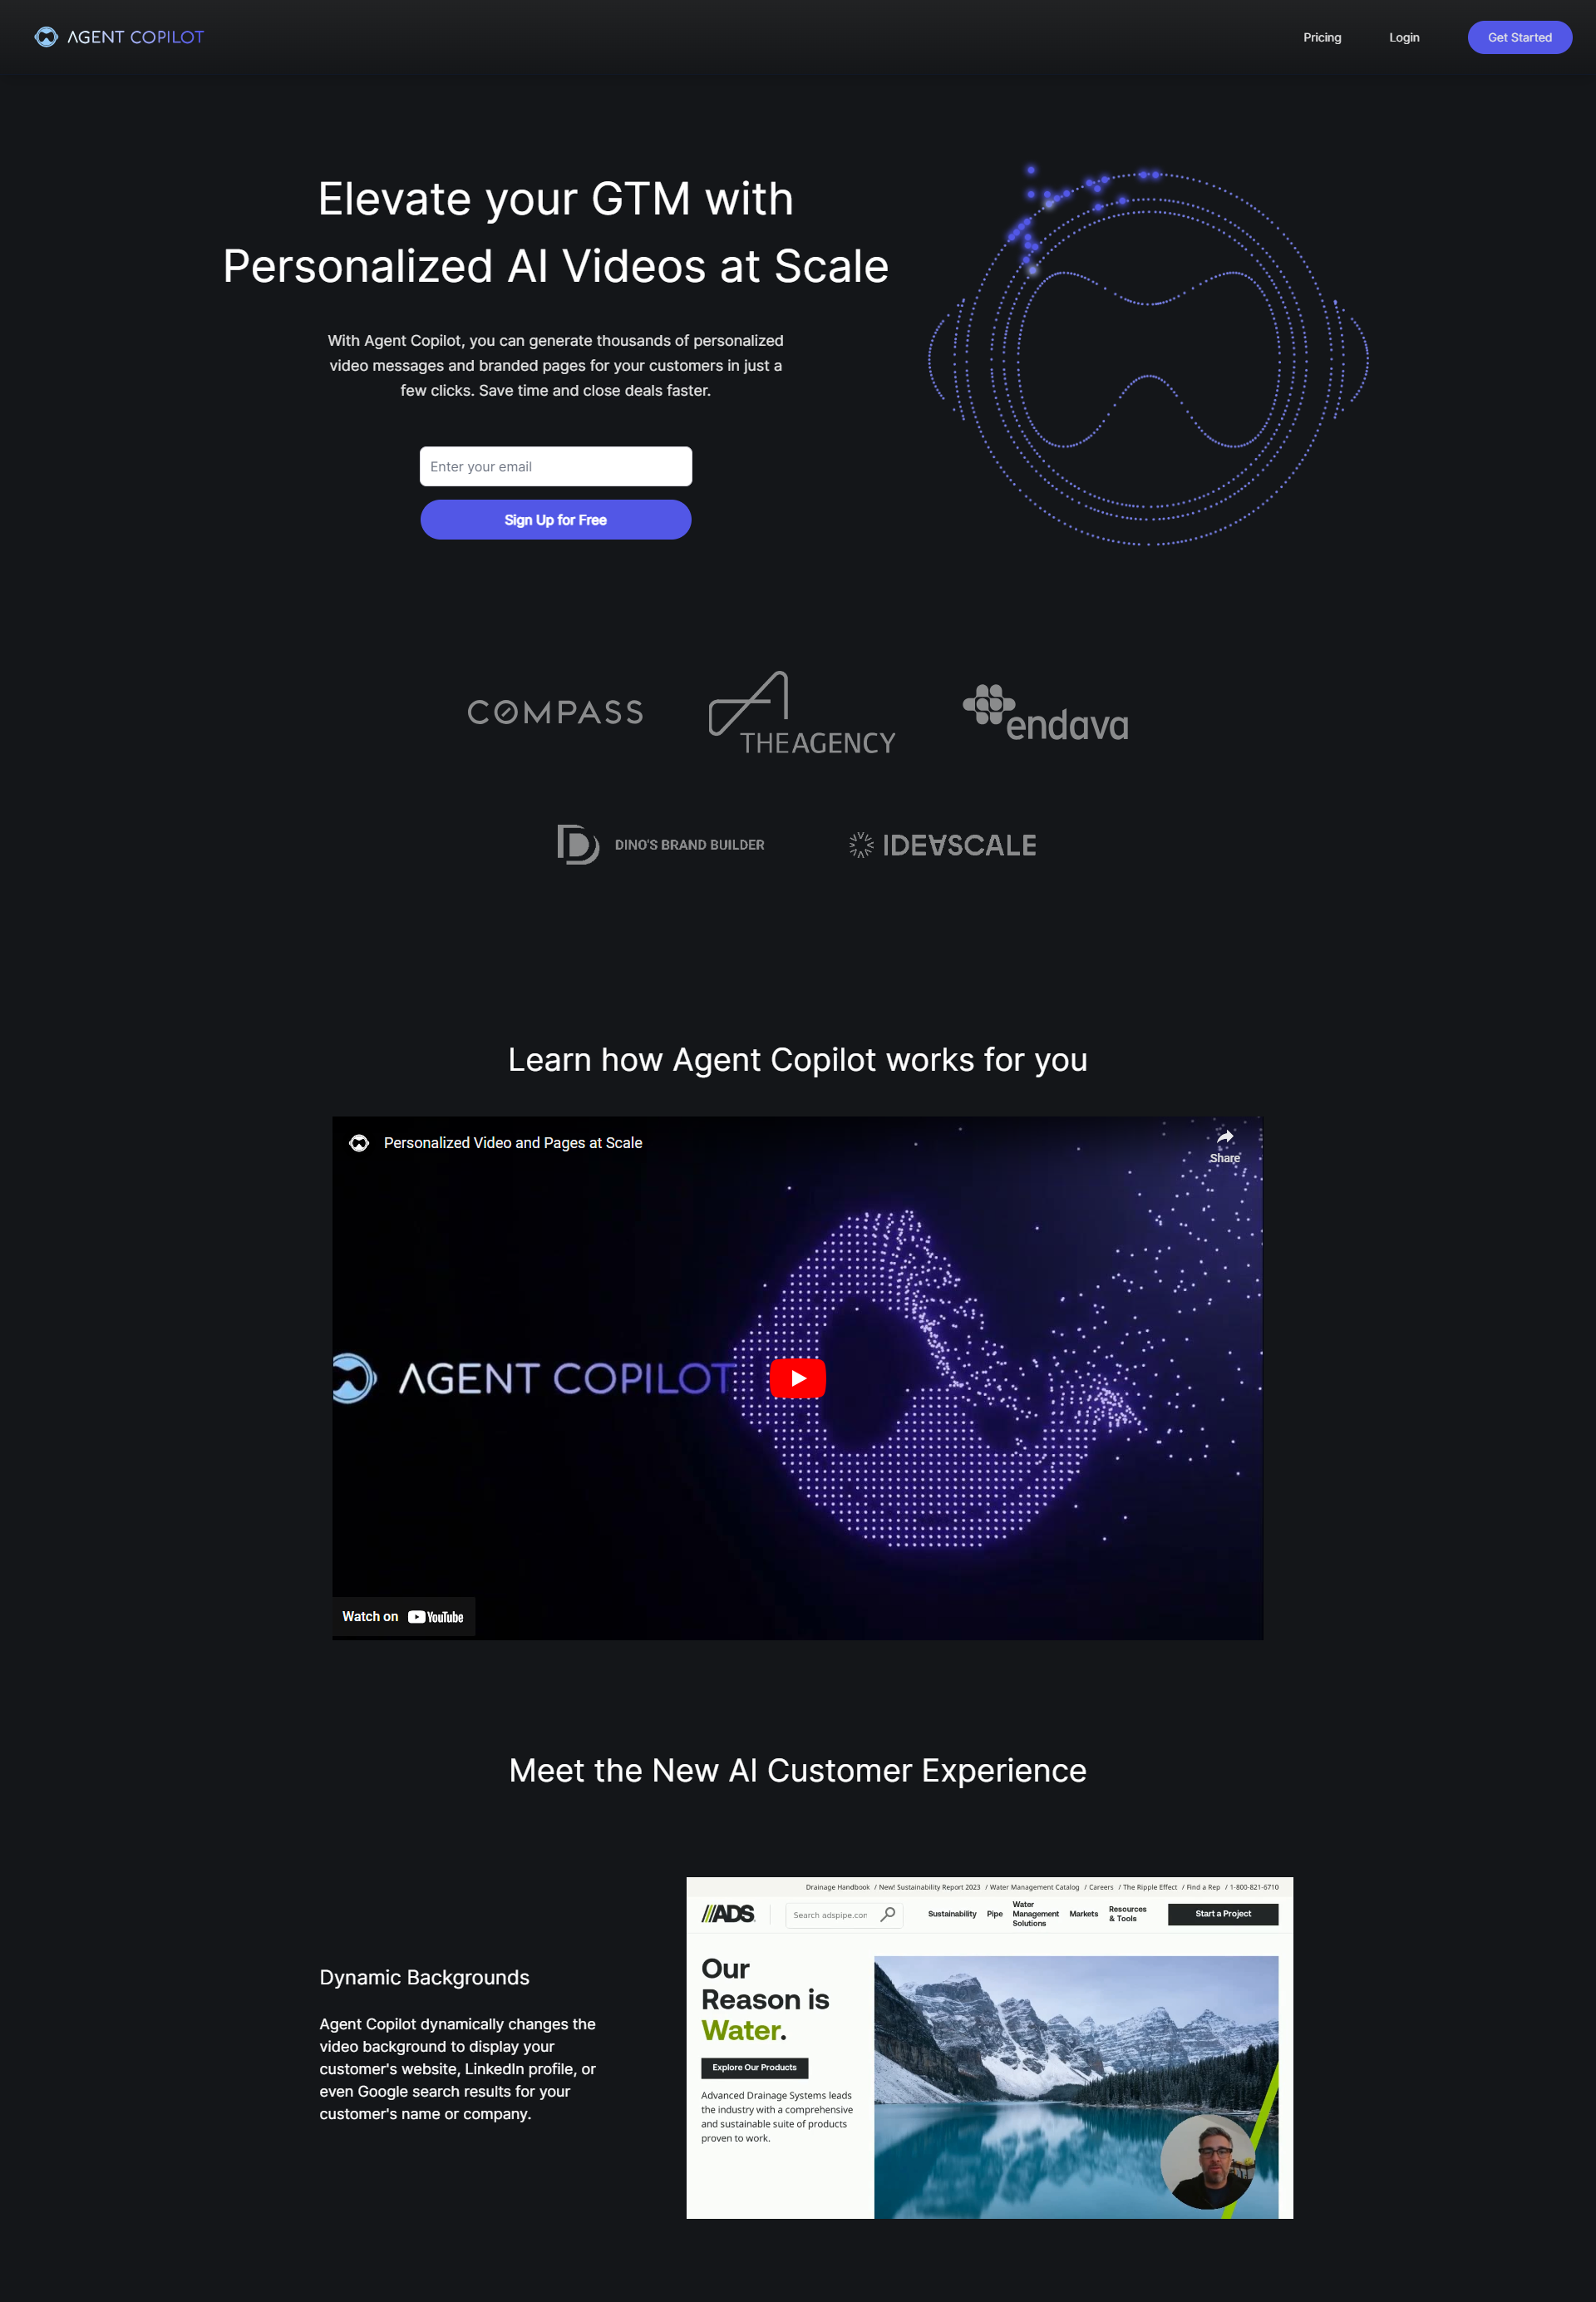 AGENT COPILOT
Pricing
Login
Get Started
Elevate your GTM with
Personalized AI Videos at Scale
With Agent Copilot, you can generate thousands of personalized
video messages and branded pages for your customers in just a
few clicks. Save time and close deals faster.
Enter your email
Sign Up for Free
COMPASS
THE AGENCY
endava
DINO'S BRAND BUILDER
IDEASCALE
Learn how Agent Copilot works for you
Personalized Video and Pages at Scale
Share
AGENT COPILOT
Watch on YouTube
Meet the New AI Customer Experience
Dynamic Backgrounds
Agent Copilot dynamically changes the
video background to display your
customer's website, LinkedIn profile, or
even Google search results for your
customer's name or company.
Drainage Handbook / New! Sustainability Report 2023 / Water Management Catalog / Careers / The Ripple Effect / Find a Rep / 1-800-821-6710
ADS
Search adspipe.cor
Sustainability
Pipe
Water
Management
Solutions
Markets
Resources
& Tools
Start a Project
Our
Reason is
Water.
Explore Our Products
Advanced Drainage Systems leads
the industry with a comprehensive
and sustainable suite of products
proven to work.